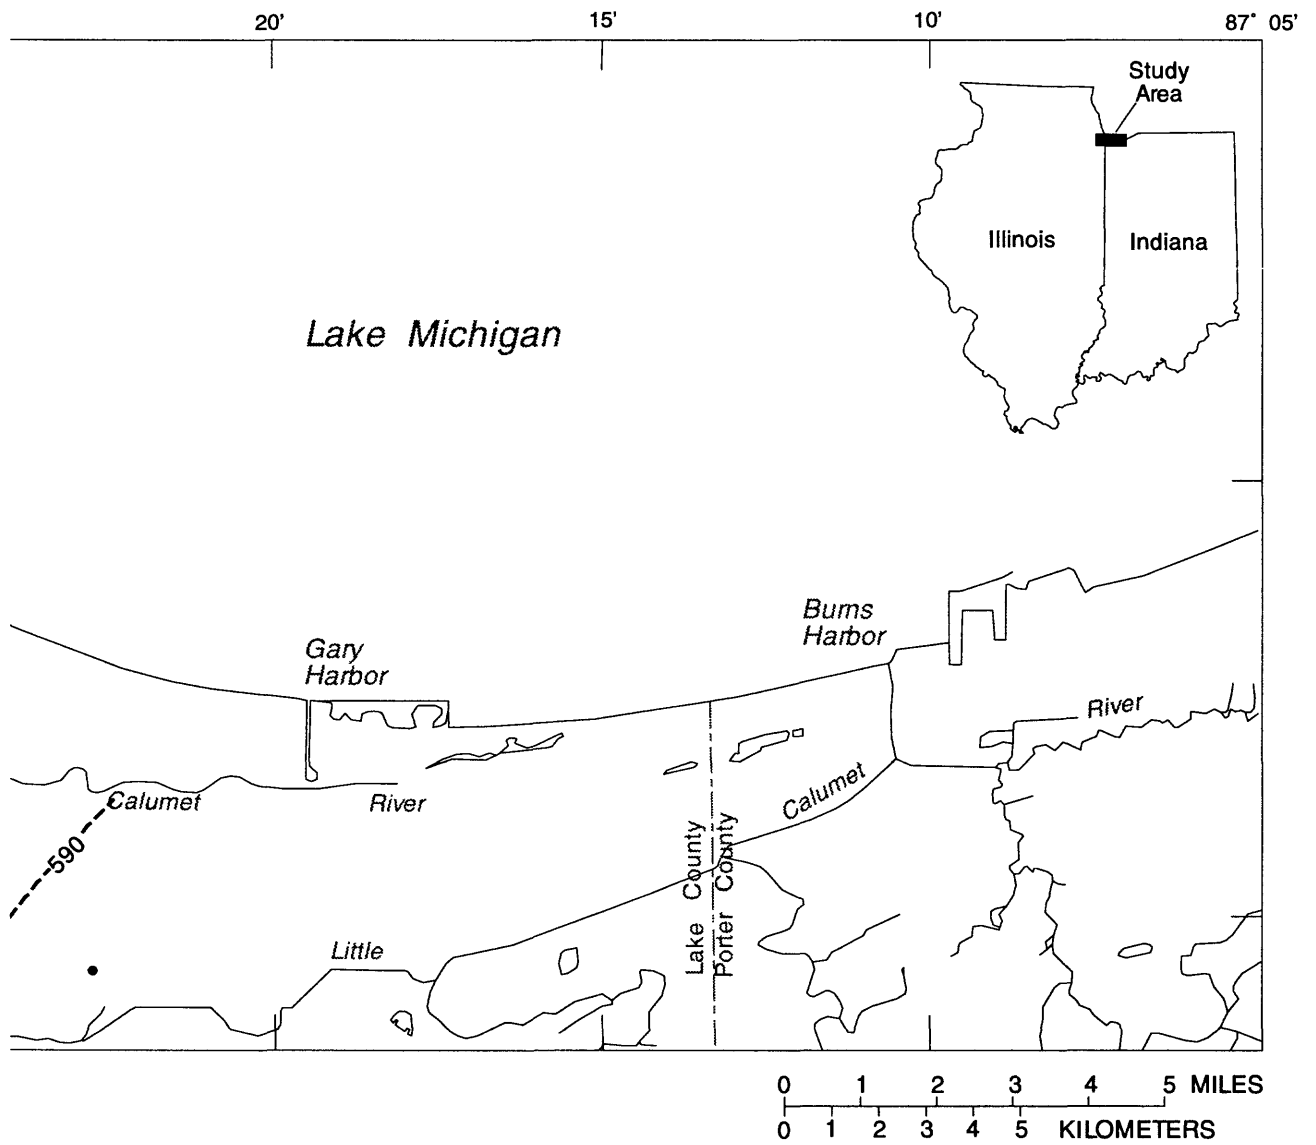 20' 15' 10' 87° 05'
Study
Area
Illinois Indiana
Lake Michigan
Burns
Harbor
Gary
Harbor
River
Calumet
Calumet River
590
Lake County
Porter County
Little
0 1 2 3 4 5 MILES
0 1 2 3 4 5 KILOMETERS